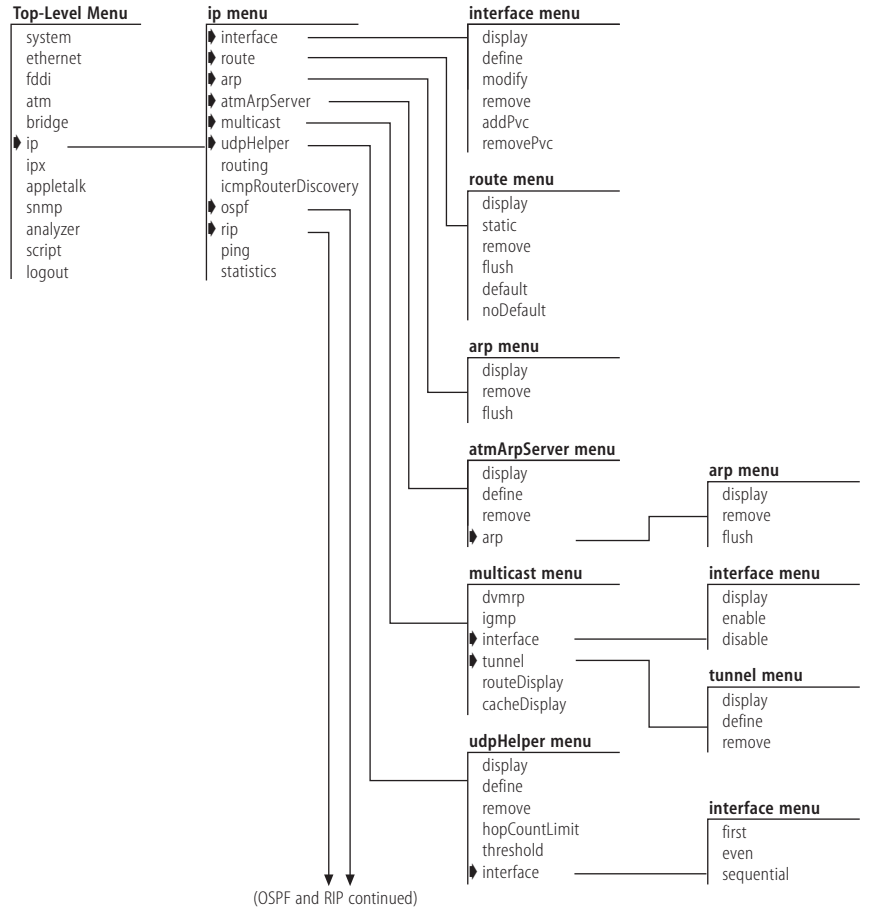 Top-Level Menu
system
ethernet
fddi
atm
bridge
ip
ipx
appletalk
snmp
analyzer
script
logout
ip menu
interface
route
arp
atmArpServer
multicast
udpHelper
routing
icmpRouterDiscovery
ospf
rip
ping
statistics
interface menu
display
define
modify
remove
addPvc
removePvc
route menu
display
static
remove
flush
default
noDefault
arp menu
display
remove
flush
atmArpServer menu
display
define
remove
arp
arp menu
display
remove
flush
multicast menu
dvmrp
igmp
interface
tunnel
routeDisplay
cacheDisplay
interface menu
display
enable
disable
tunnel menu
display
define
remove
udpHelper menu
display
define
remove
hopCountLimit
threshold
interface
interface menu
first
even
sequential
(OSPF and RIP continued)